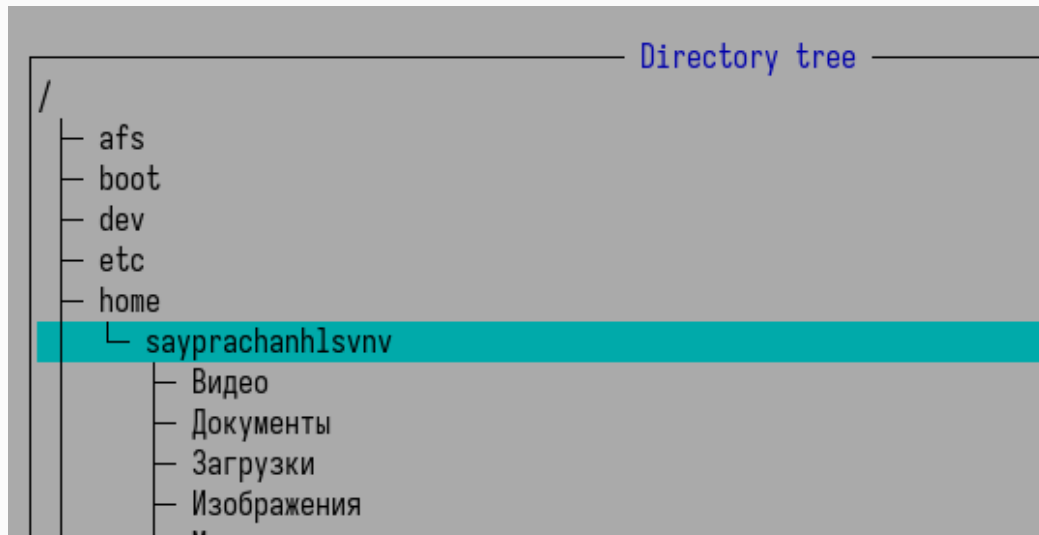 Directory tree
/
afs
boot
dev
etc
home
sayprachanhlsvnv
Видео
Документы
Загрузки
Изображения